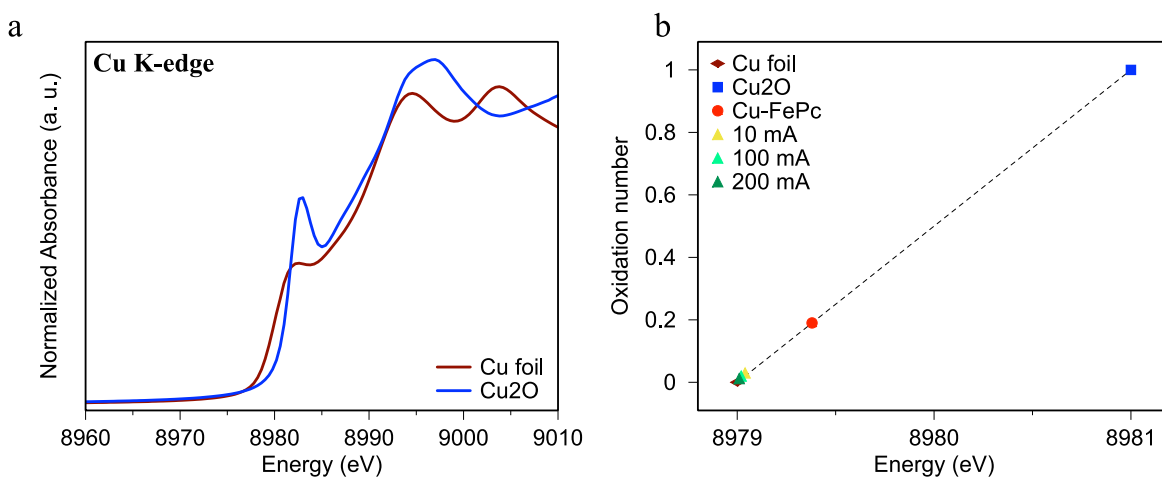 a
Cu K-edge
Normalized Absorbance (a. u.)
Cu foil
Cu2O
8960
8970
8980
8990
9000
9010
Energy (eV)
b
Cu foil
Cu2O
Cu-FePc
10 mA
100 mA
200 mA
Oxidation number
1
0.8
0.6
0.4
0.2
0
8979
8980
8981
Energy (eV)